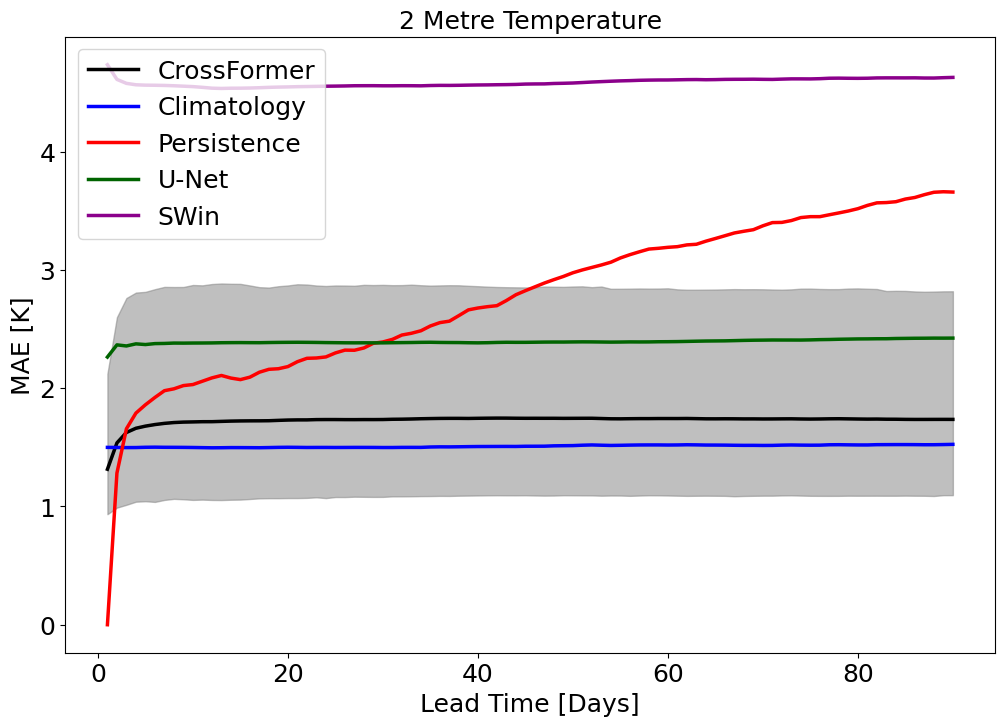 2 Metre Temperature
CrossFormer
Climatology
Persistence
U-Net
SWin
MAE [K]
4
3
2
1
0
0 20 40 60 80
Lead Time [Days]